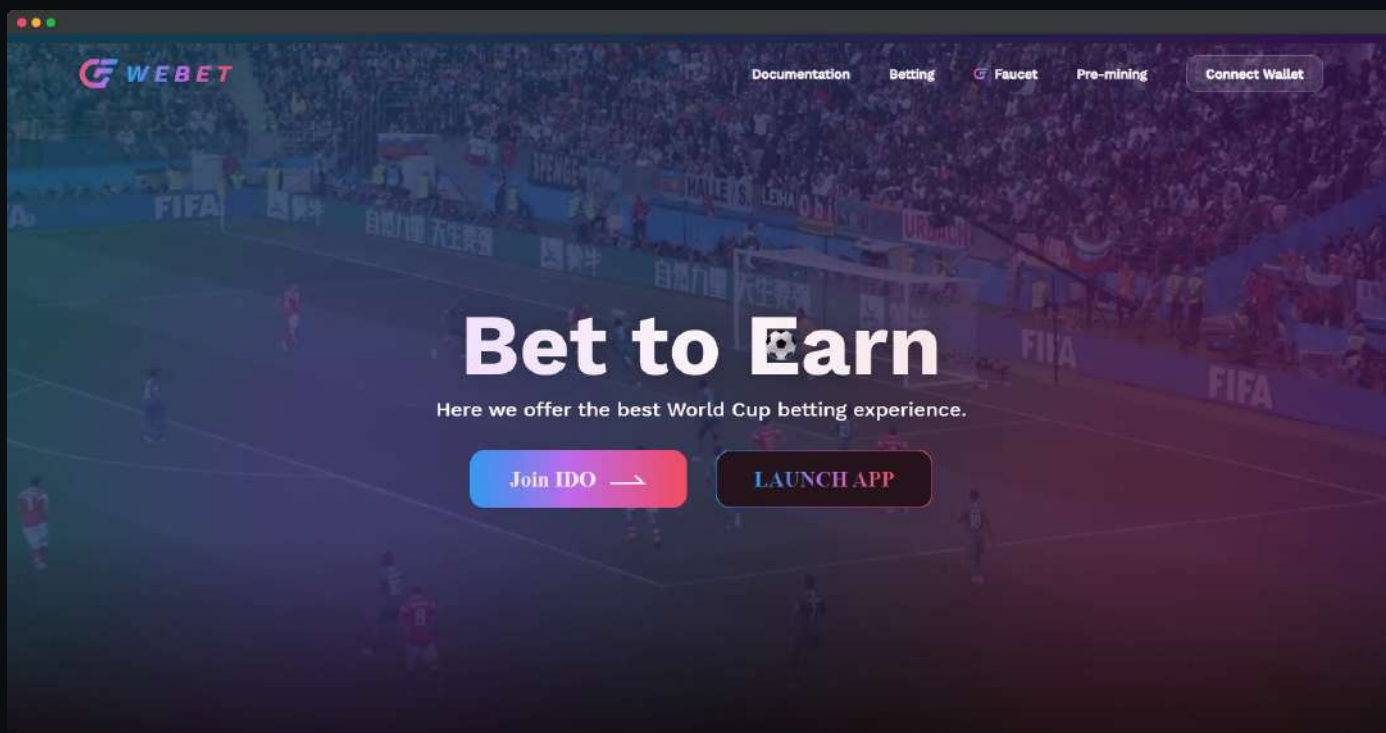 WEBET
Documentation
Betting
Faucet
Pre-mining
Connect Wallet
FIFA
HALLE S.
FIFA
FIFA
Bet to Earn
Here we offer the best World Cup betting experience.
Join IDO
LAUNCH APP